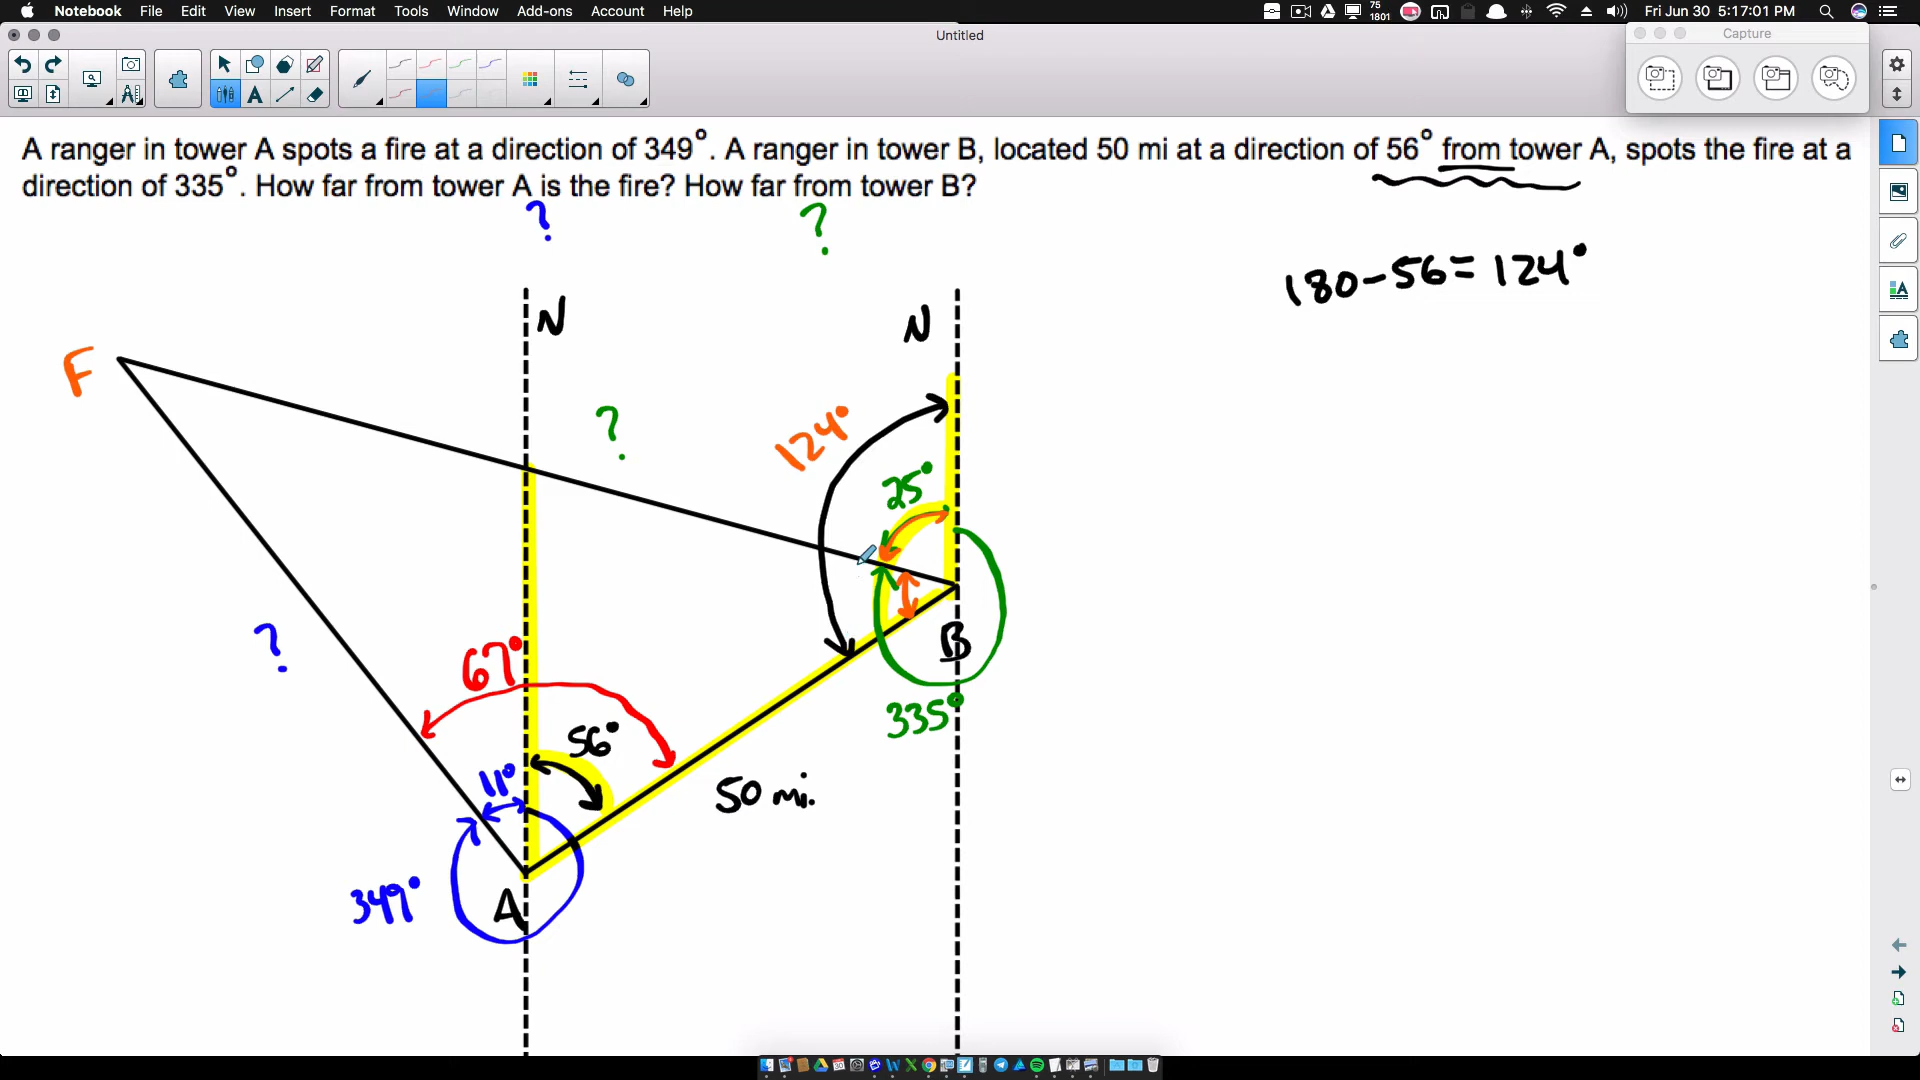 Notebook File Edit View Insert Format Tools Window Add-ons Account Help 75 1801 Fri Jun 30 5:17:01 PM
Untitled
Capture
A ranger in tower A spots a fire at a direction of 349°. A ranger in tower B, located 50 mi at a direction of 56° from tower A, spots the fire at a
direction of 335°. How far from tower A is the fire? How far from tower B?
? ?
180-56=124°
N N
F
? 124°
25°
? 67°
B
335°
56°
11° 50 mi.
349° A